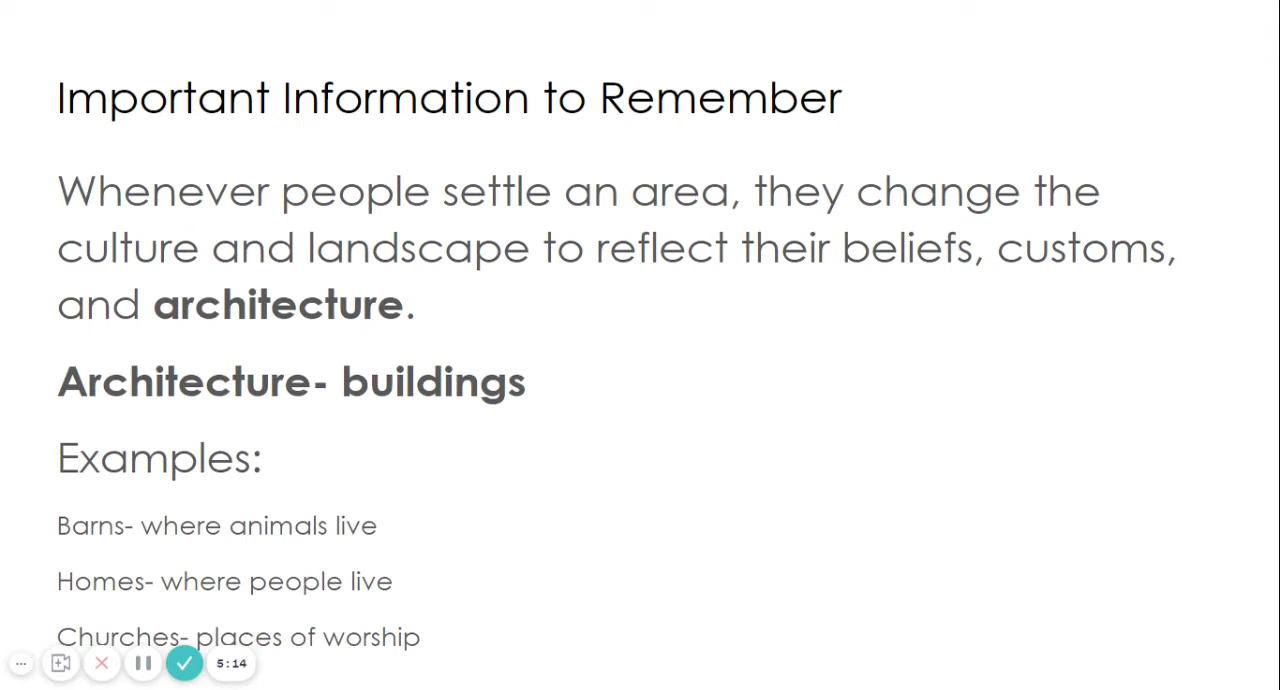 Important Information to Remember
Whenever people settle an area, they change the
culture and landscape to reflect their beliefs, customs,
and architecture.
Architecture- buildings
Examples:
Barns- where animals live
Homes- where people live
Churches- places of worship
5:14